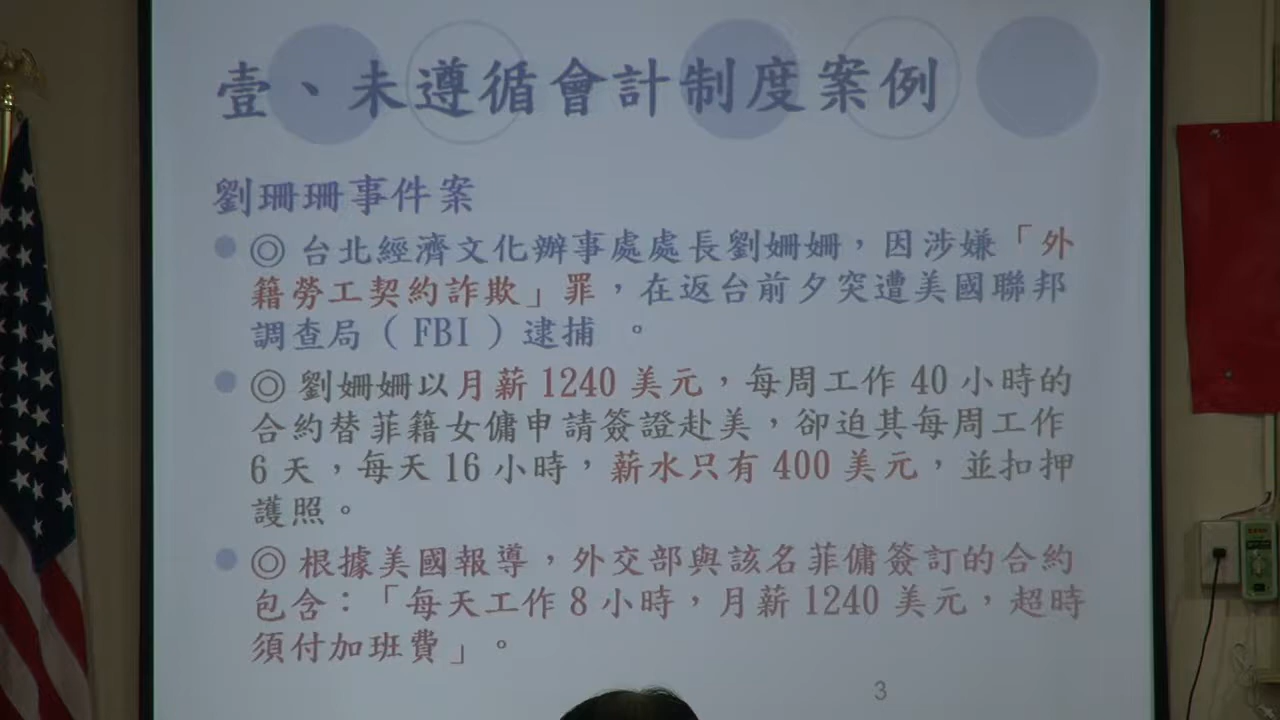 壹、未遵循會計制度案例
劉珊珊事件案
◎ 台北經濟文化辦事處處長劉姍姍，因涉嫌「外
籍勞工契約詐欺」罪，在返台前夕突遭美國聯邦
調查局（FBI）逮捕 。
◎ 劉姍姍以月薪 1240 美元，每周工作 40 小時的
合約替菲籍女傭申請簽證赴美，卻迫其每周工作
6 天，每天 16 小時，薪水只有 400 美元，並扣押
護照。
◎ 根據美國報導，外交部與該名菲傭簽訂的合約
包含：「每天工作 8 小時，月薪 1240 美元，超時
須付加班費」。
3